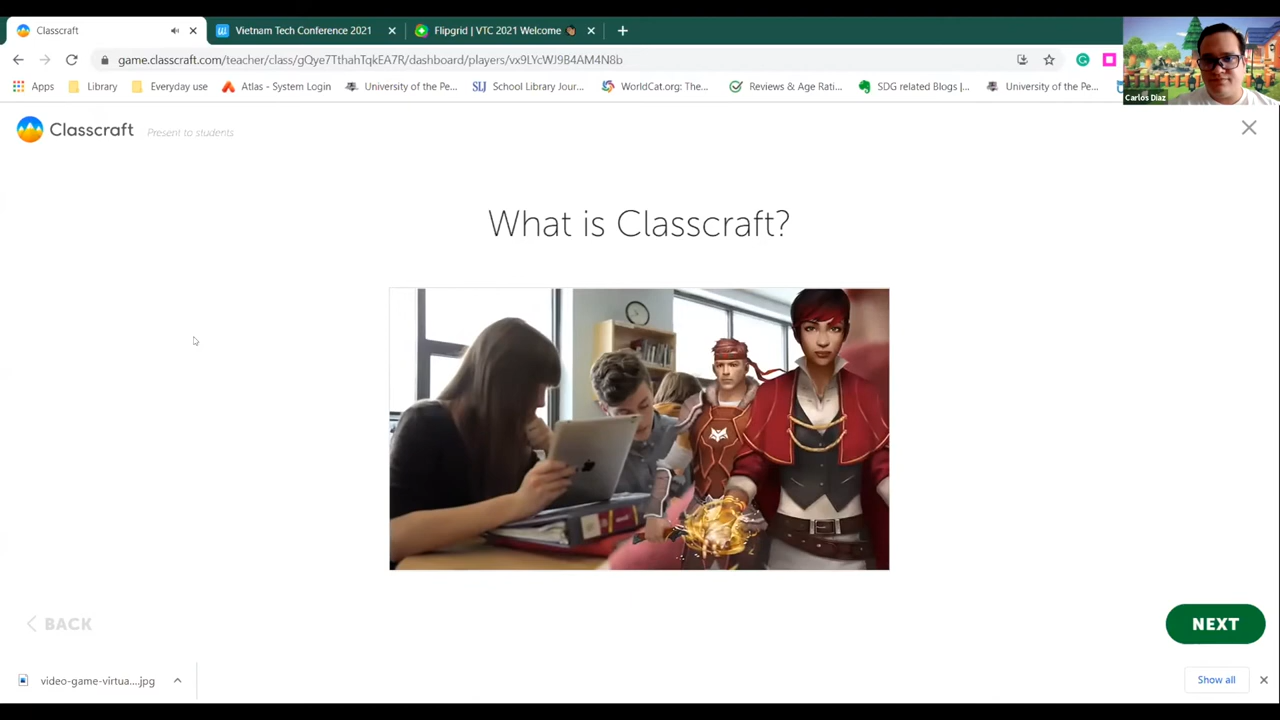 Classcraft
Vietnam Tech Conference 2021
Flipgrid | VTC 2021 Welcome
game.classcraft.com/teacher/class/gQye7TthahTqkEA7R/dashboard/players/vx9LYcWJ9B4AM4N8b
Apps
Library
Everyday use
Atlas - System Login
University of the Pe...
School Library Jour...
WorldCat.org: The...
Reviews & Age Rati...
SDG related Blogs |...
University of the Pe...
Carlos Diaz
Classcraft Present to students
What is Classcraft?
BACK
NEXT
video-game-virtua....jpg
Show all